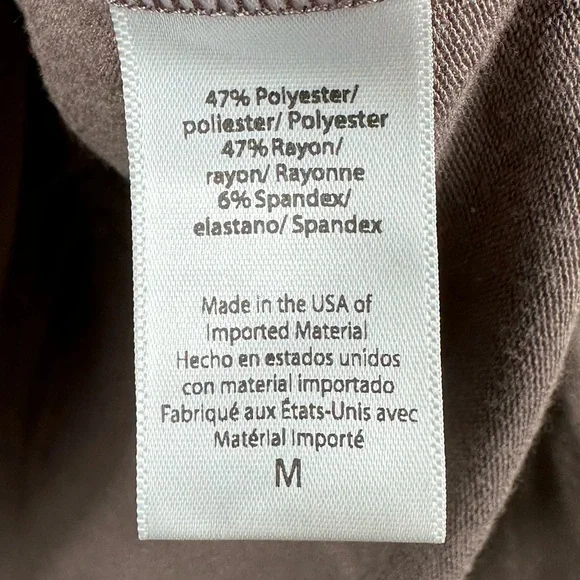 47% Polyester/
poliester/ Polyester
47% Rayon/
rayon/ Rayonne
6% Spandex/
elastano/ Spandex
Made in the USA of
Imported Material
Hecho en estados unidos
con material importado
Fabriqué aux États-Unis avec
Matérial Importé
M